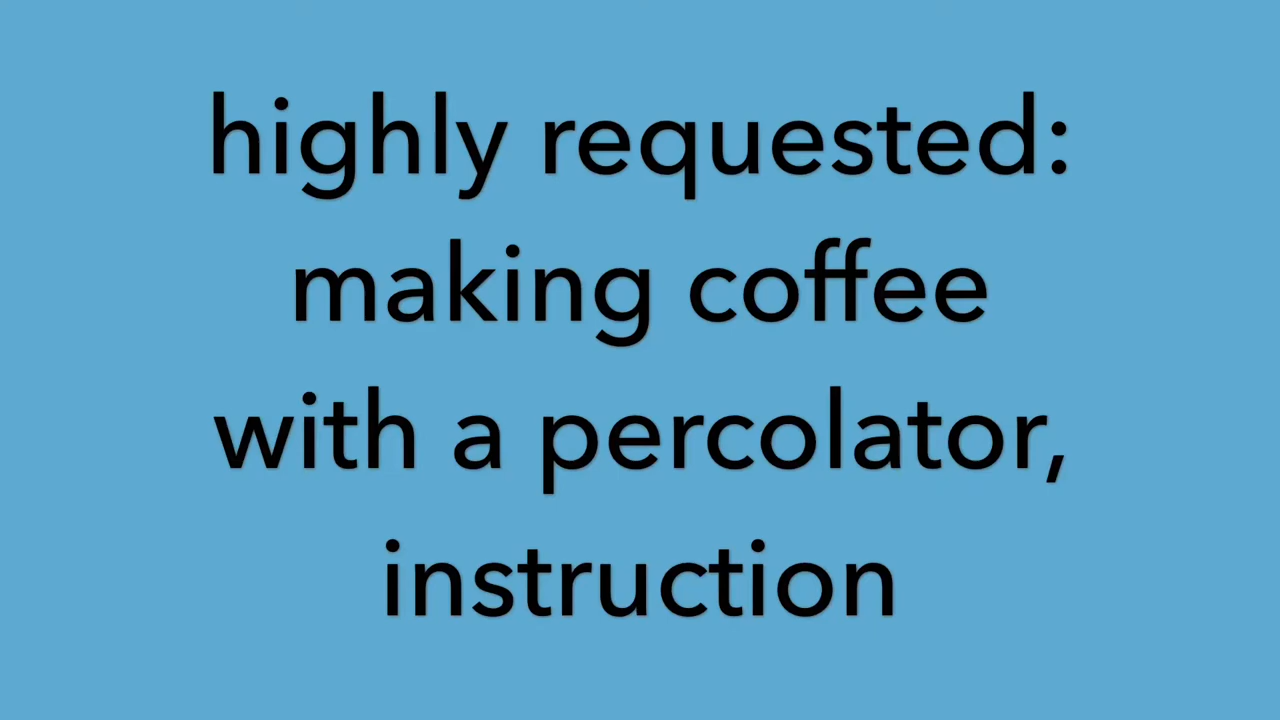 highly requested:
making coffee
with a percolator,
instruction